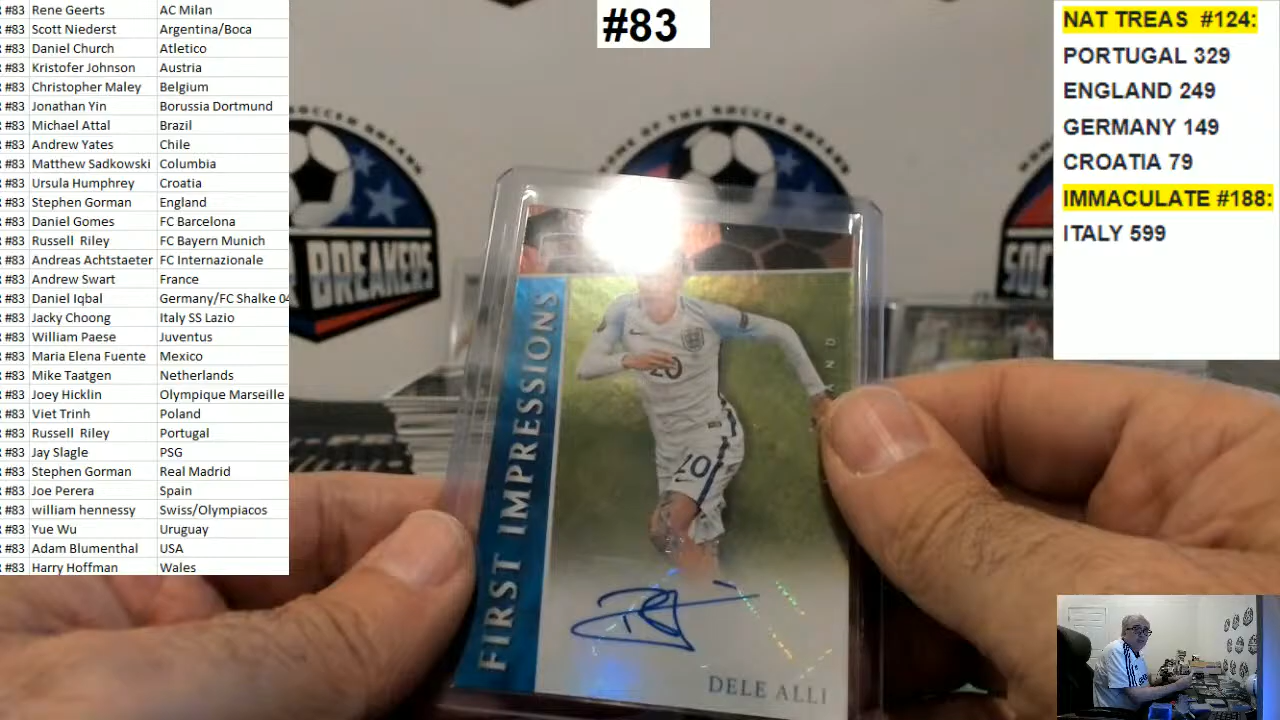 #83 Rene Geerts AC Milan
#83 Scott Niederst Argentina/Boca
#83 Daniel Church Atletico
#83 Kristofer Johnson Austria
#83 Christopher Maley Belgium
#83 Jonathan Yin Borussia Dortmund
#83 Michael Attal Brazil
#83 Andrew Yates Chile
#83 Matthew Sadkowski Columbia
#83 Ursula Humphrey Croatia
#83 Stephen Gorman England
#83 Daniel Gomes FC Barcelona
#83 Russell Riley FC Bayern Munich
#83 Andreas Achtstaeter FC Internazionale
#83 Andrew Swart France
#83 Daniel Iqbal Germany/FC Shalke 04
#83 Jacky Choong Italy SS Lazio
#83 William Paese Juventus
#83 Maria Elena Fuente Mexico
#83 Mike Taatgen Netherlands
#83 Joey Hicklin Olympique Marseille
#83 Viet Trinh Poland
#83 Russell Riley Portugal
#83 Jay Slagle PSG
#83 Stephen Gorman Real Madrid
#83 Joe Perera Spain
#83 william hennessy Swiss/Olympiacos
#83 Yue Wu Uruguay
#83 Adam Blumenthal USA
#83 Harry Hoffman Wales
#83
NAT TREAS #124:
PORTUGAL 329
ENGLAND 249
GERMANY 149
CROATIA 79
IMMACULATE #188:
ITALY 599
BREAKERS
SOC
FIRST IMPRESSIONS
20
20
DELE ALLI